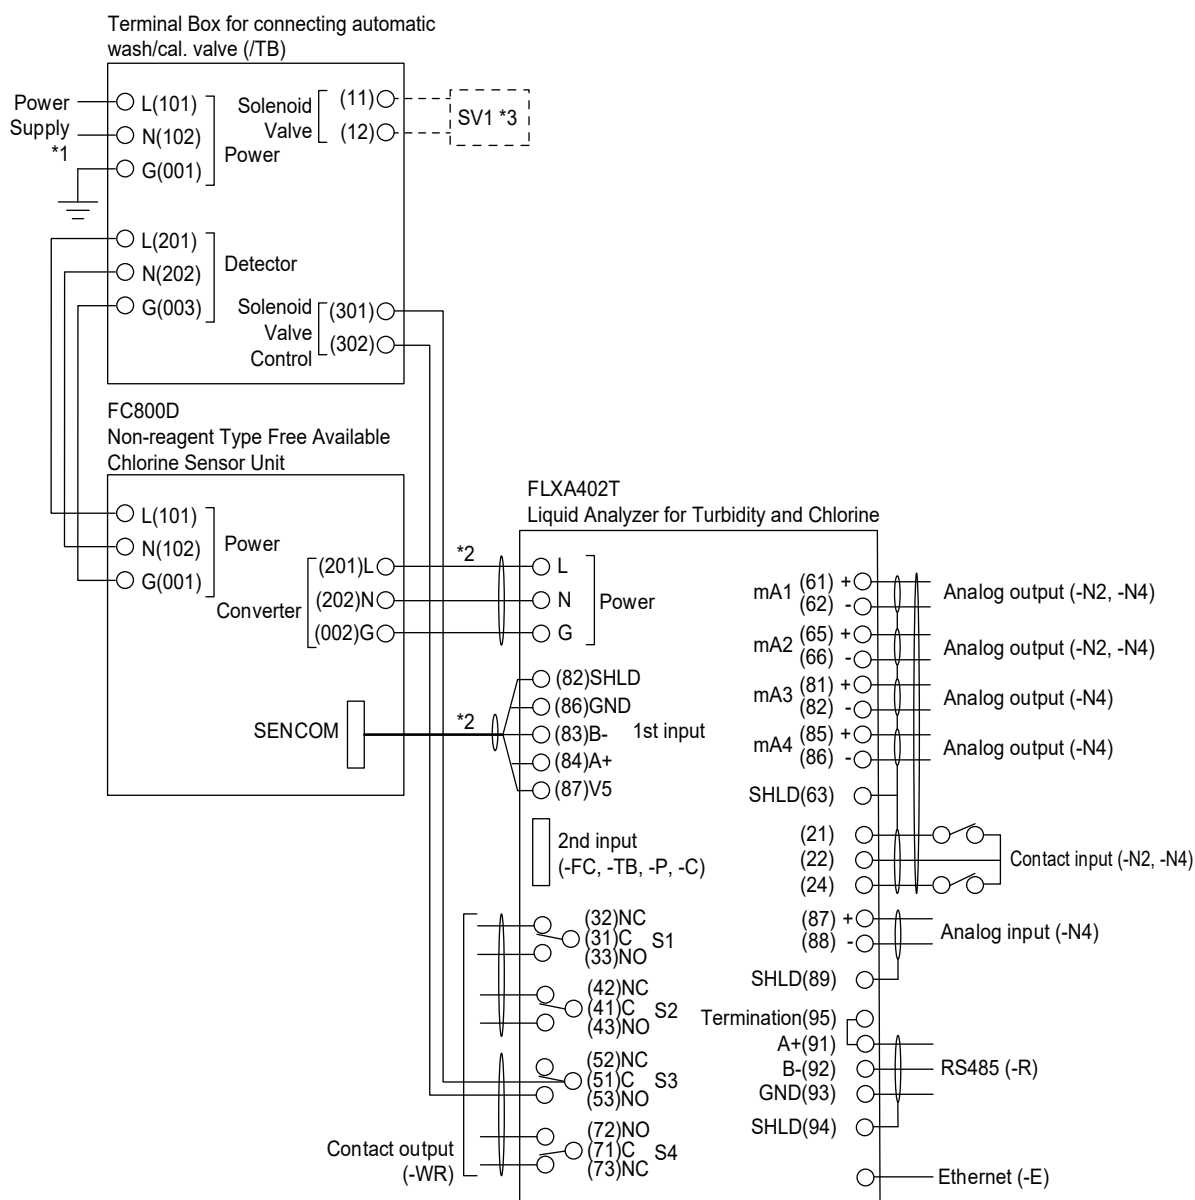 Terminal Box for connecting automatic
wash/cal. valve (/TB)
Power
Supply
*1
L(101)
N(102)
G(001)
Power
Solenoid
Valve
(11)
(12)
SV1 *3
L(201)
N(202)
G(003)
Detector
Solenoid
Valve
Control
(301)
(302)
FC800D
Non-reagent Type Free Available
Chlorine Sensor Unit
L(101)
N(102)
G(001)
Power
Converter
(201)L
(202)N
(002)G
*2
SENCOM
*2
FLXA402T
Liquid Analyzer for Turbidity and Chlorine
L
N
G
Power
(82)SHLD
(86)GND
(83)B-
(84)A+
(87)V5
1st input
2nd input
(-FC, -TB, -P, -C)
(32)NC
(31)C
(33)NO
S1
(42)NC
(41)C
(43)NO
S2
(52)NC
(51)C
(53)NO
S3
(72)NO
(71)C
(73)NC
S4
Contact output
(-WR)
mA1
(61) +
(62) -
Analog output (-N2, -N4)
mA2
(65) +
(66) -
Analog output (-N2, -N4)
mA3
(81) +
(82) -
Analog output (-N4)
mA4
(85) +
(86) -
Analog output (-N4)
SHLD(63)
(21)
(22)
(24)
Contact input (-N2, -N4)
(87) +
(88) -
Analog input (-N4)
SHLD(89)
Termination(95)
A+(91)
B-(92)
GND(93)
RS485 (-R)
SHLD(94)
Ethernet (-E)